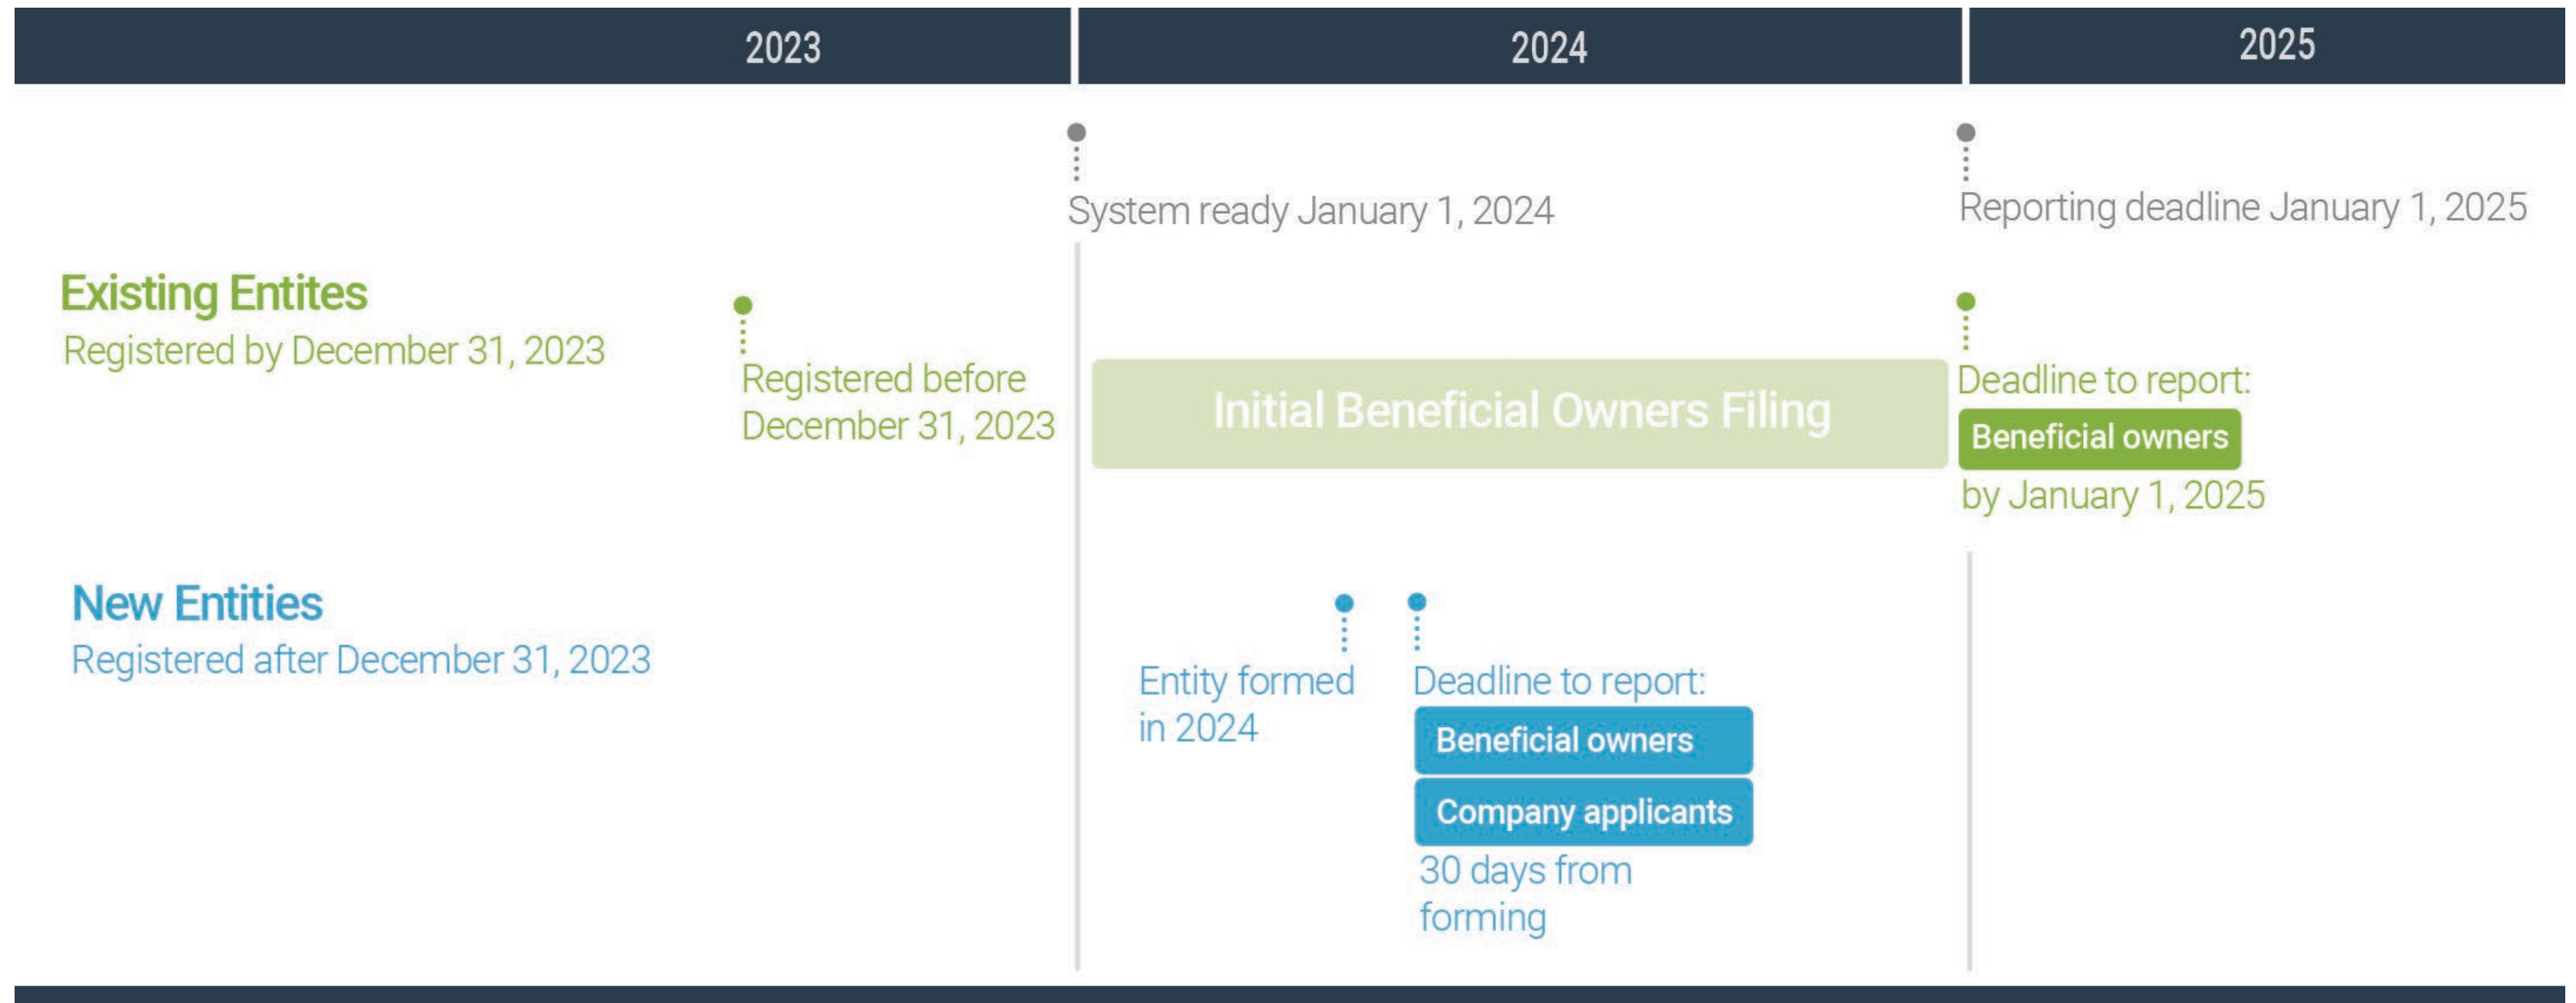 2023
2024
2025
System ready January 1, 2024
Reporting deadline January 1, 2025
Existing Entites
Registered by December 31, 2023
Registered before
December 31, 2023
Initial Beneficial Owners Filing
Deadline to report:
Beneficial owners
by January 1, 2025
New Entities
Registered after December 31, 2023
Entity formed
in 2024
Deadline to report:
Beneficial owners
Company applicants
30 days from
forming